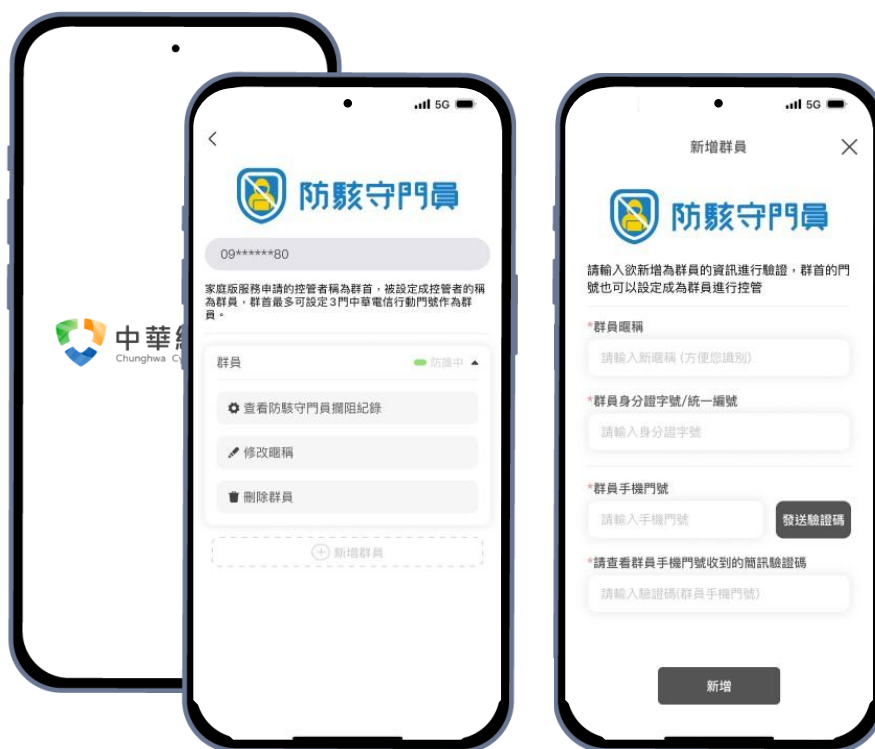 中華
Chunghwa Cy
5G
防駭守門員
09******80
家庭版服務申請的控管者稱為群首,被設定成控管者的稱
為群員,群首最多可設定3門中華電信行動門號作為群
員。
群員
防護中
查看防駭守門員攔阻紀錄
修改暱稱
刪除群員
新增群員
5G
新增群員
防駭守門員
請輸入欲新增為群員的資訊進行驗證,群首的門
號也可以設定成為群員進行控管
*群員暱稱
請輸入新暱稱 (方便您識別)
*群員身分證字號/統一編號
請輸入身分證字號
*群員手機門號
請輸入手機門號
發送驗證碼
*請查看群員手機門號收到的簡訊驗證碼
請輸入驗證碼(群員手機門號)
新增